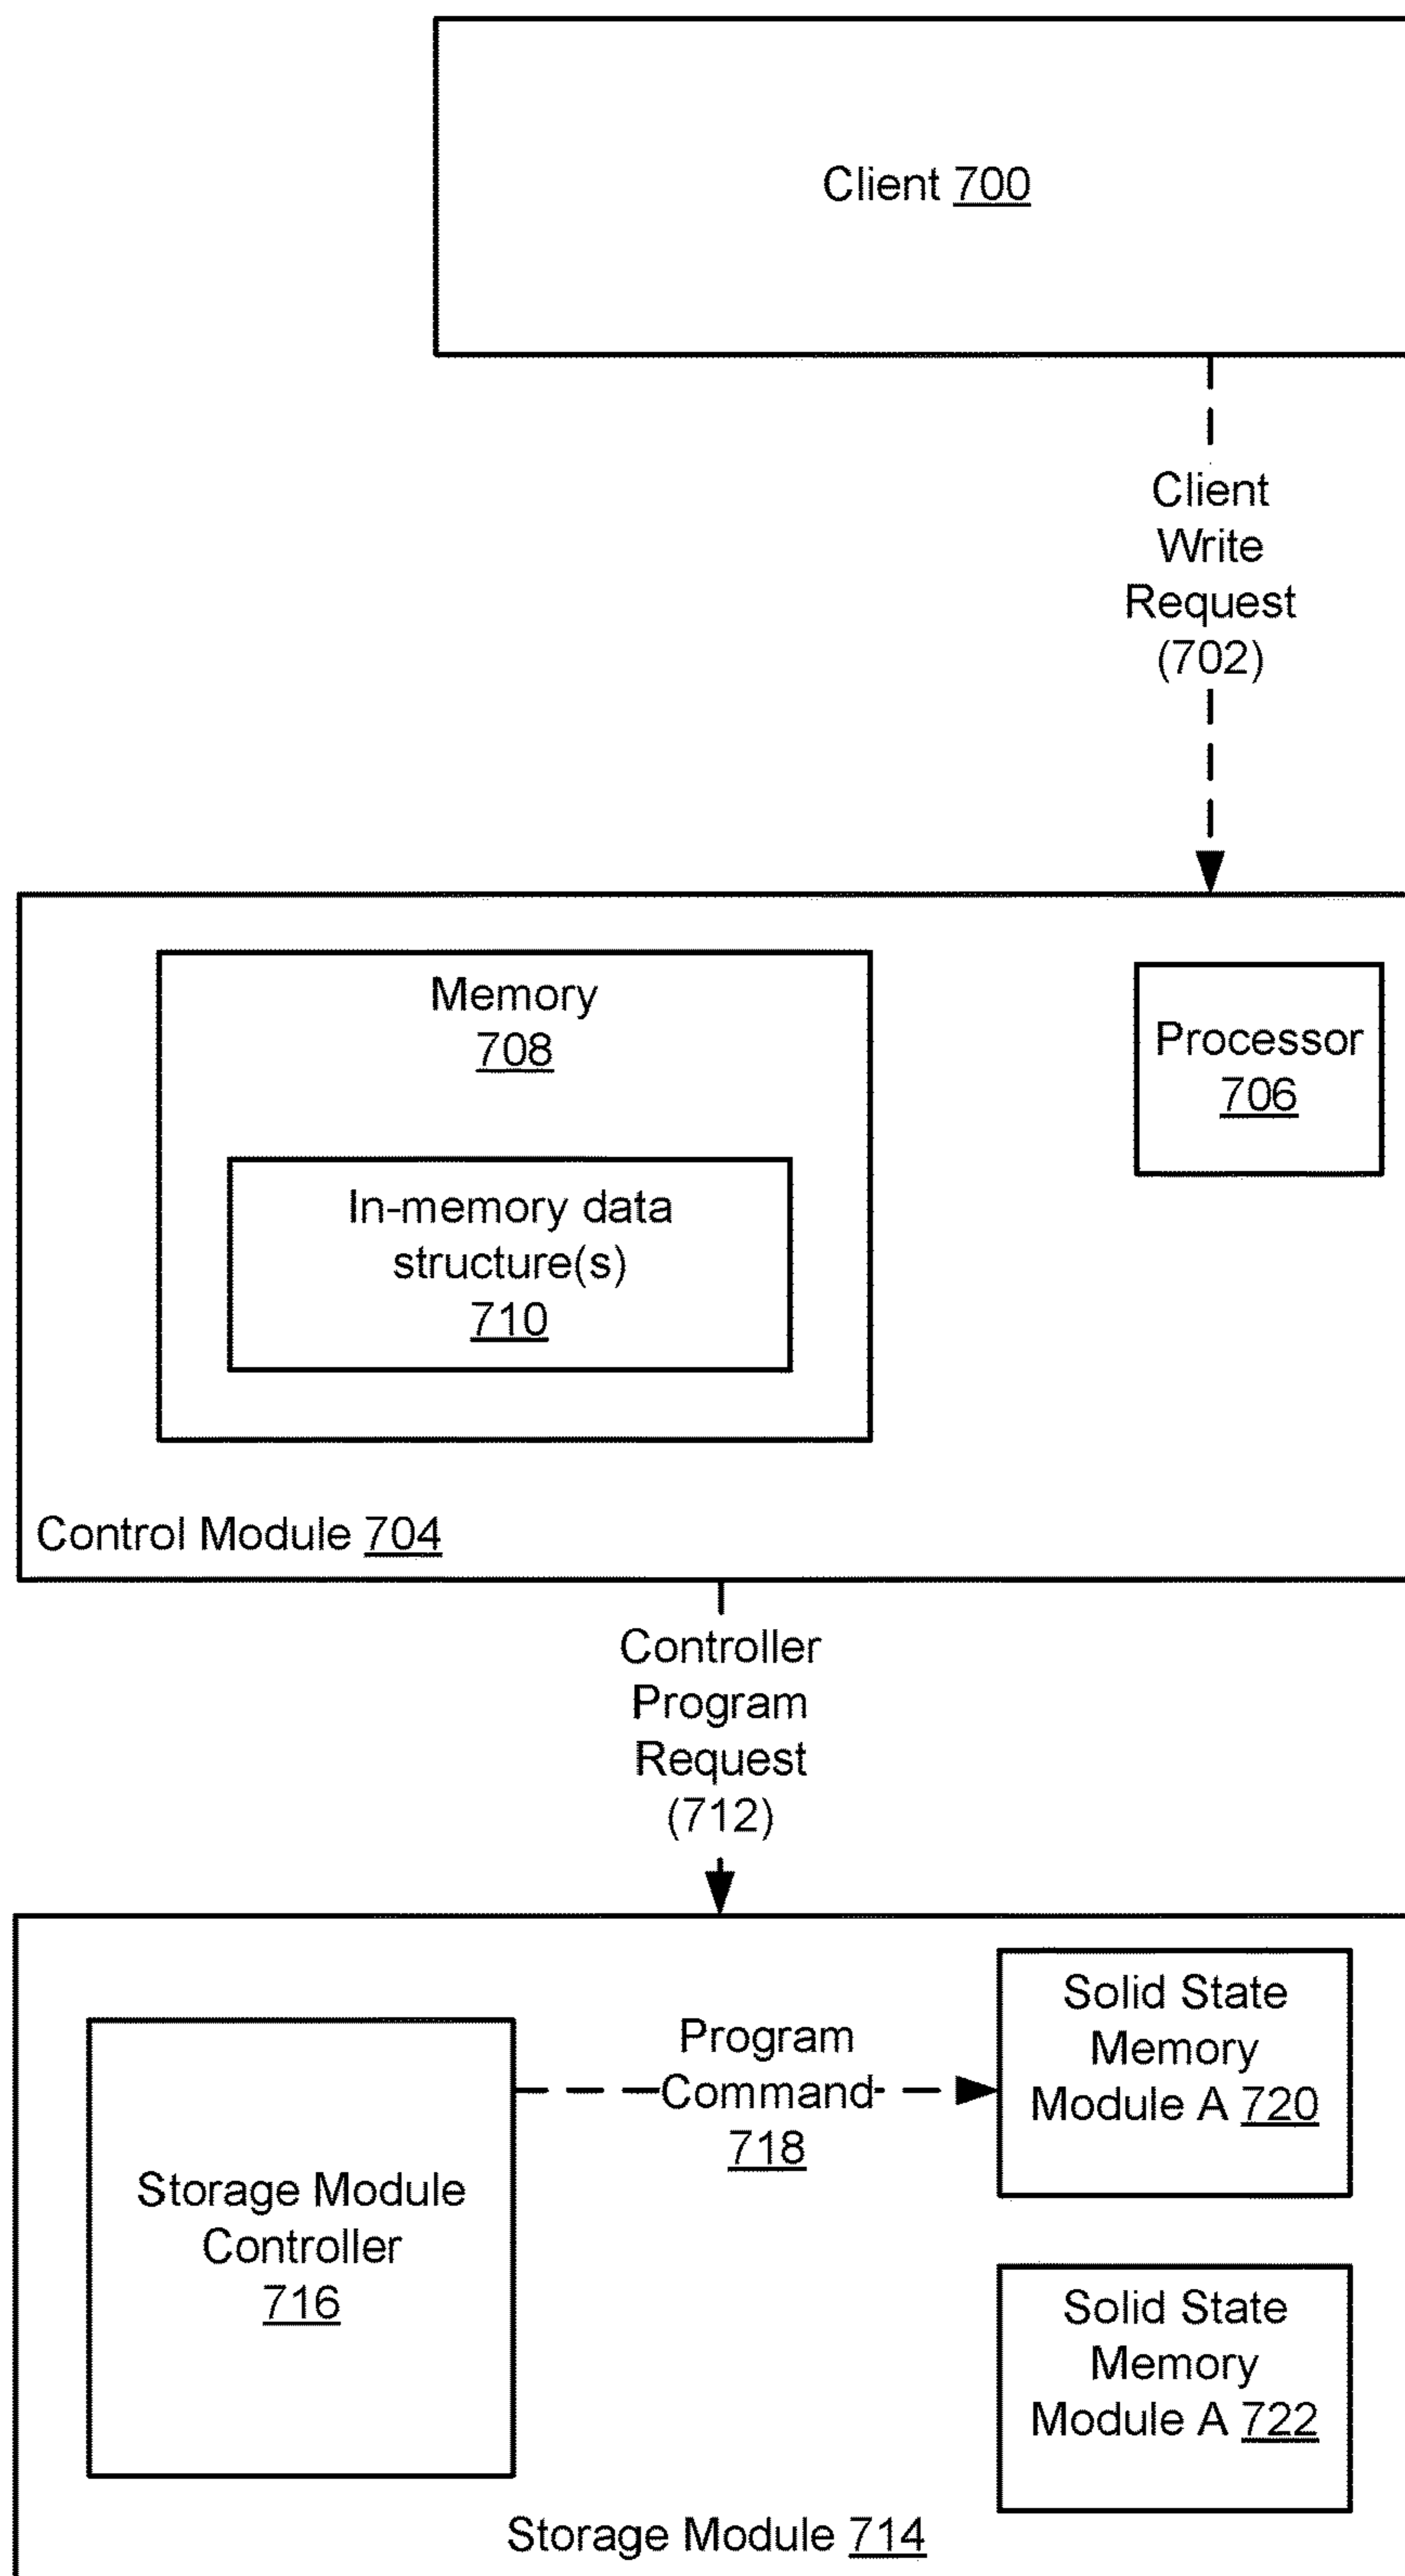 Client 700
Client
Write
Request
(702)
Memory
708
Processor
706
In-memory data
structure(s)
710
Control Module 704
Controller
Program
Request
(712)
Solid State
Memory
Module A 720
Program
Command
718
Storage Module
Controller
716
Solid State
Memory
Module A 722
Storage Module 714